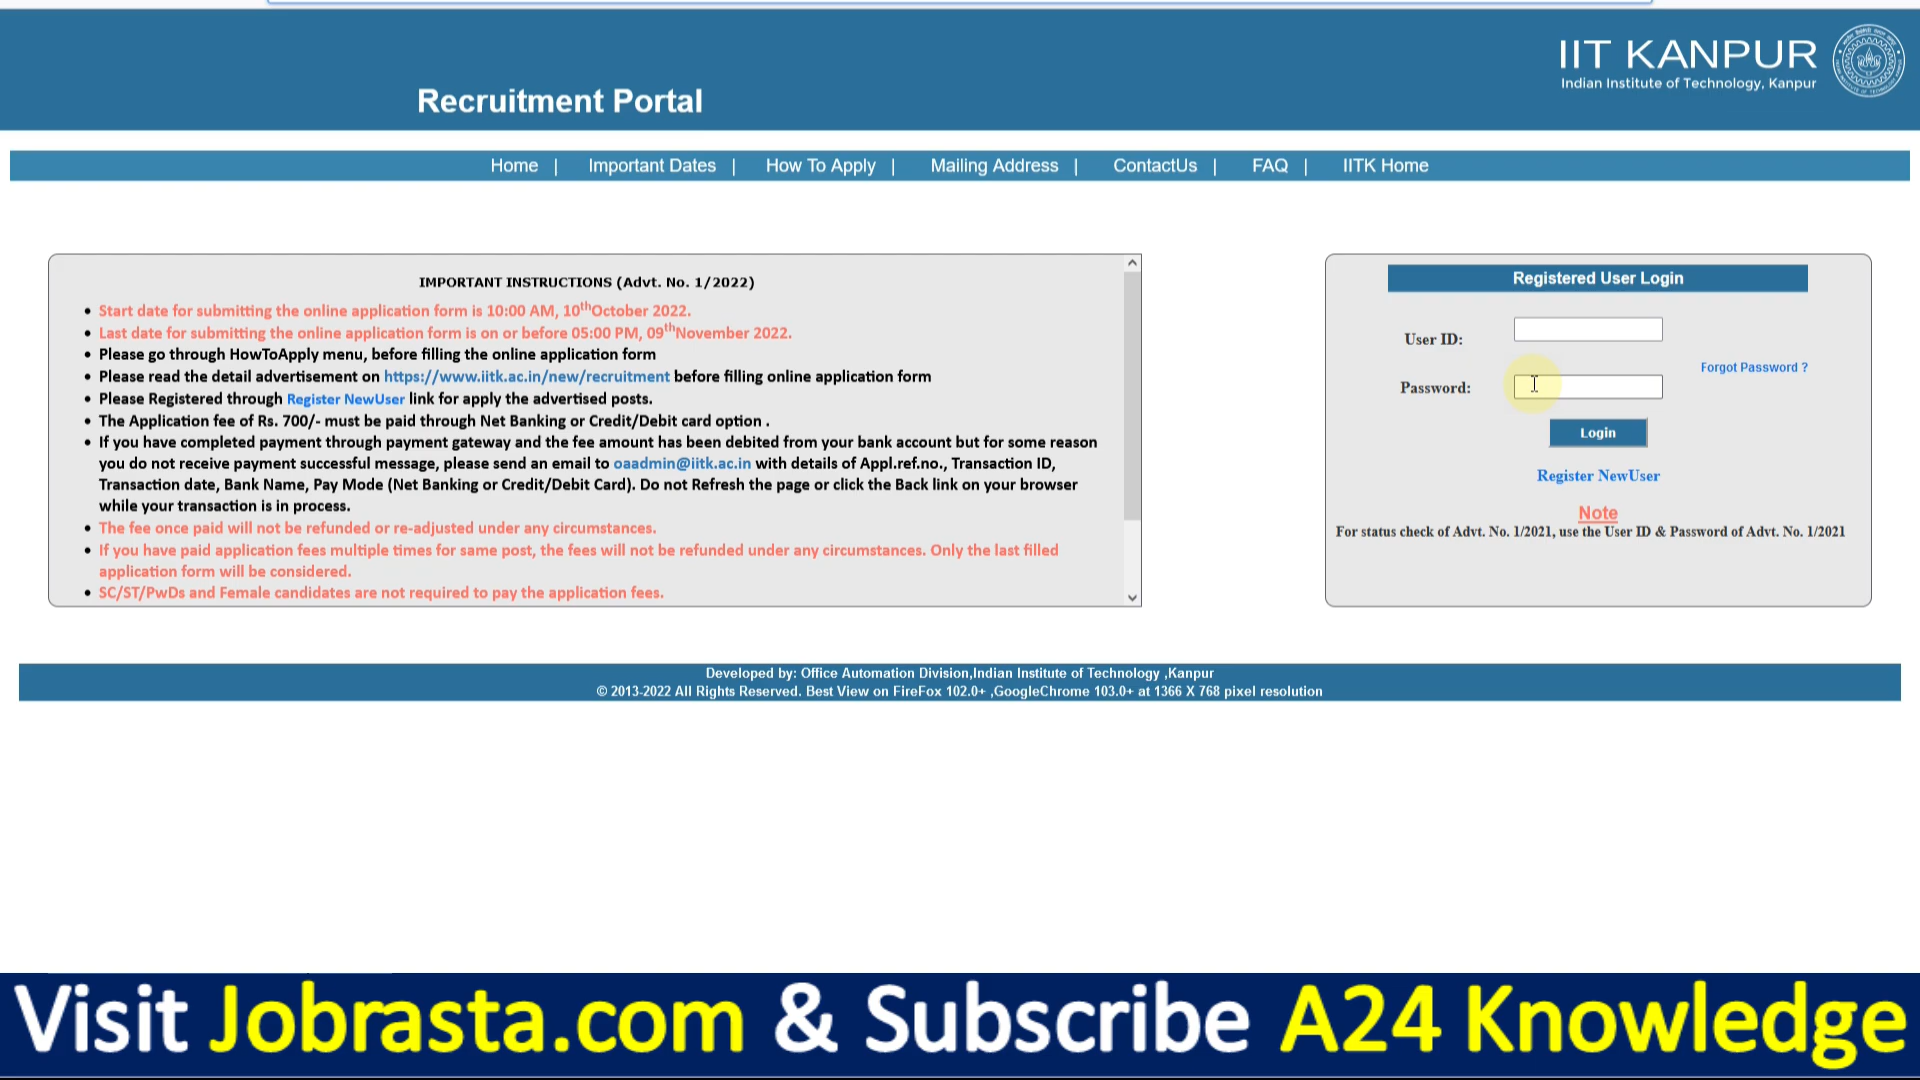 IIT KANPUR
Indian Institute of Technology, Kanpur
Recruitment Portal
Home | Important Dates | How To Apply | Mailing Address | ContactUs | FAQ | IITK Home
IMPORTANT INSTRUCTIONS (Advt. No. 1/2022)
• Start date for submitting the online application form is 10:00 AM, 10thOctober 2022.
• Last date for submitting the online application form is on or before 05:00 PM, 09thNovember 2022.
• Please go through HowToApply menu, before filling the online application form
• Please read the detail advertisement on https://www.iitk.ac.in/new/recruitment before filling online application form
• Please Registered through Register NewUser link for apply the advertised posts.
• The Application fee of Rs. 700/- must be paid through Net Banking or Credit/Debit card option .
• If you have completed payment through payment gateway and the fee amount has been debited from your bank account but for some reason
you do not receive payment successful message, please send an email to oaadmin@iitk.ac.in with details of Appl.ref.no., Transaction ID,
Transaction date, Bank Name, Pay Mode (Net Banking or Credit/Debit Card). Do not Refresh the page or click the Back link on your browser
while your transaction is in process.
• The fee once paid will not be refunded or re-adjusted under any circumstances.
• If you have paid application fees multiple times for same post, the fees will not be refunded under any circumstances. Only the last filled
application form will be considered.
• SC/ST/PwDs and Female candidates are not required to pay the application fees.
Registered User Login
User ID:
Forgot Password ?
Password:
Login
Register NewUser
Note
For status check of Advt. No. 1/2021, use the User ID & Password of Advt. No. 1/2021
Developed by: Office Automation Division,Indian Institute of Technology ,Kanpur
© 2013-2022 All Rights Reserved. Best View on FireFox 102.0+ ,GoogleChrome 103.0+ at 1366 X 768 pixel resolution
Visit Jobrasta.com & Subscribe A24 Knowledge